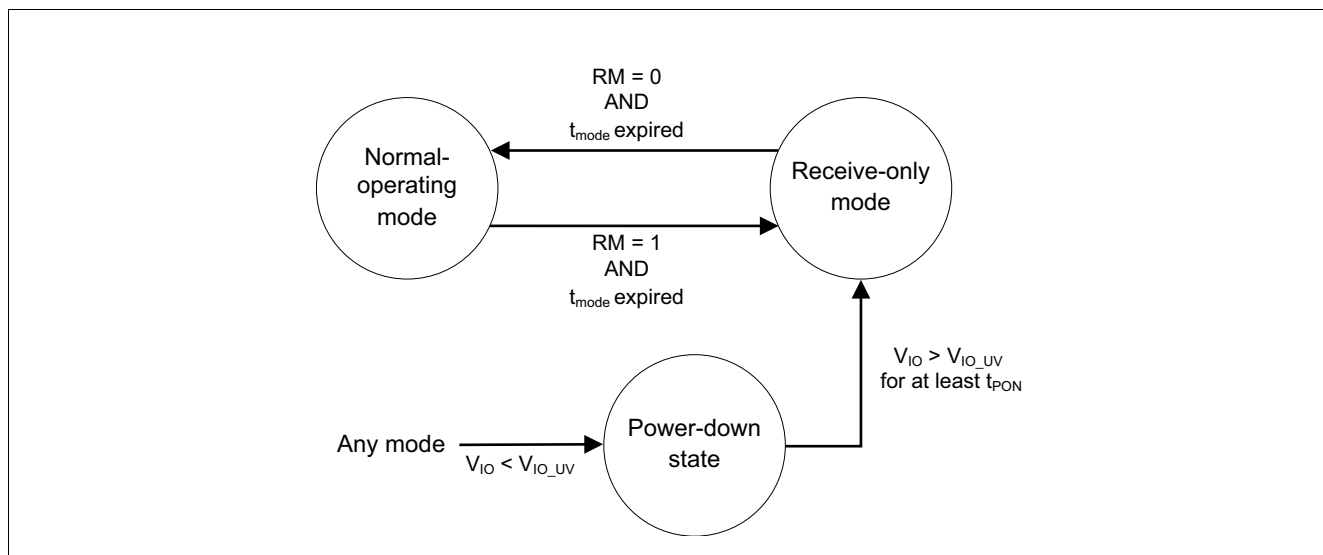 RM = 0
AND
tmode expired
Normal-
operating
mode
Receive-only
mode
RM = 1
AND
tmode expired
VIO > VIO_UV
for at least tPON
Any mode
VIO < VIO_UV
Power-down
state